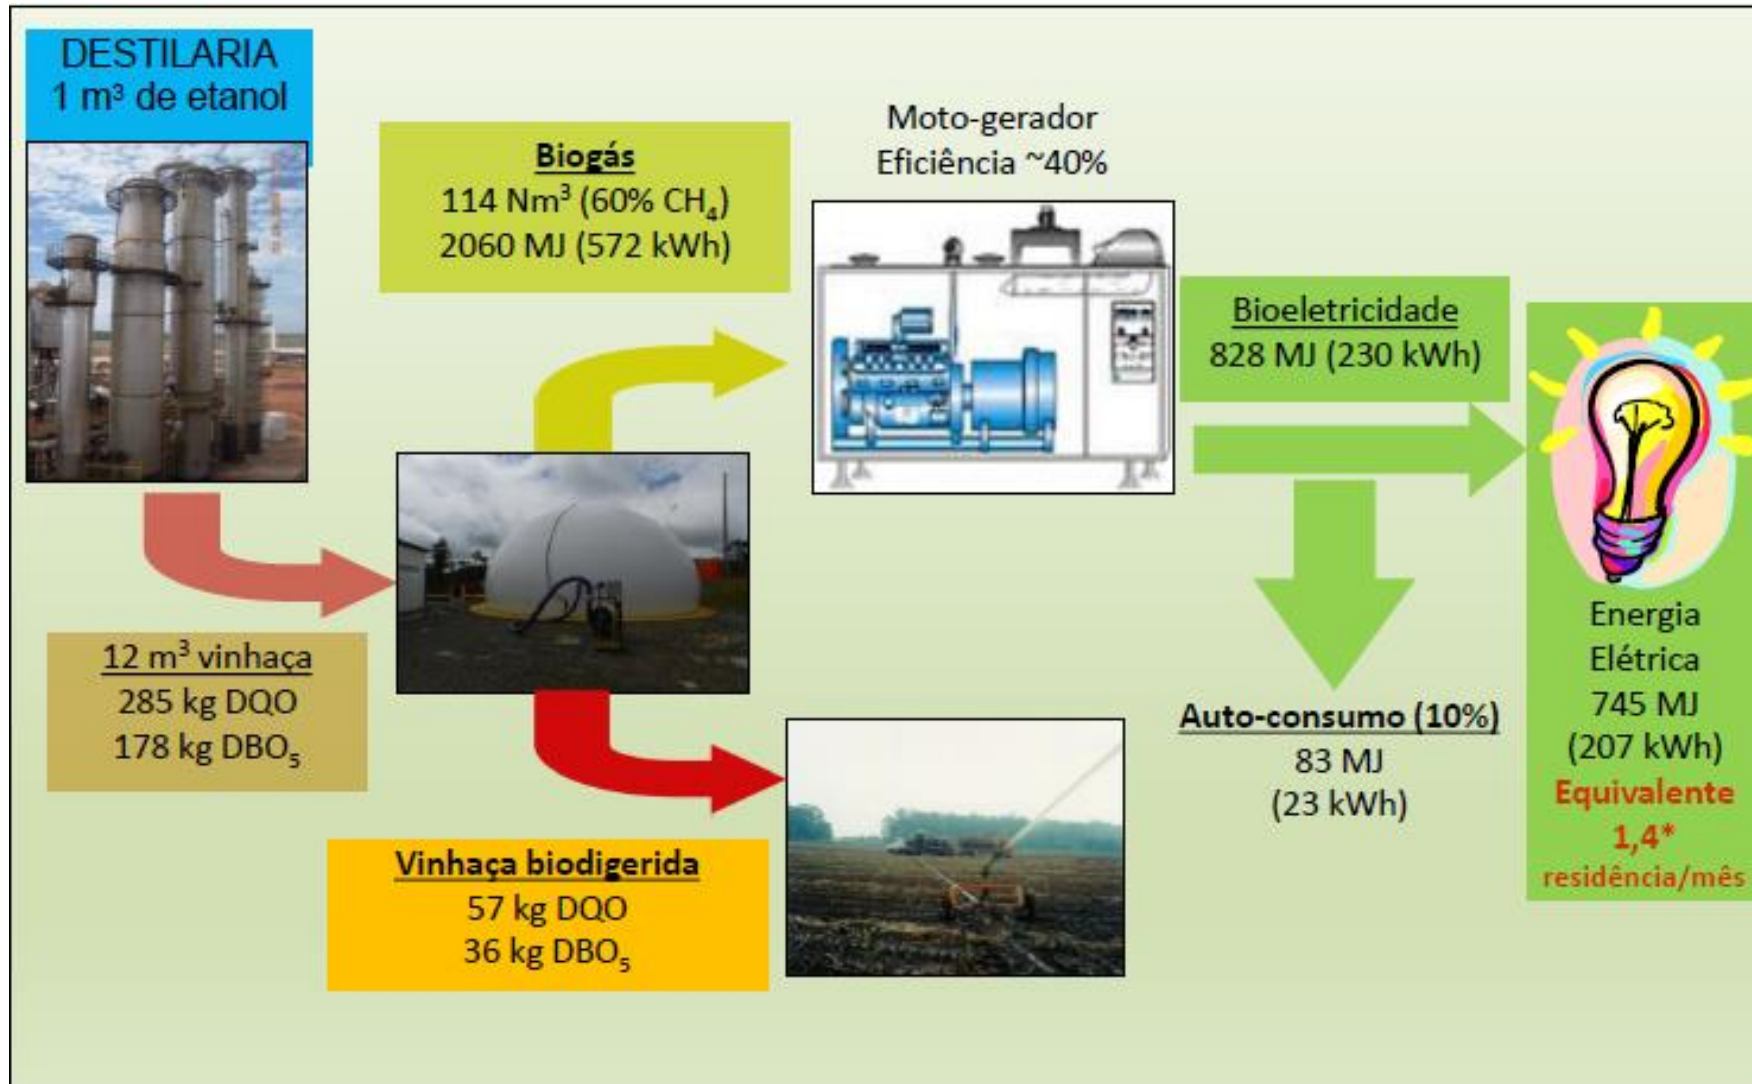 DESTILARIA
1 m³ de etanol
Biogás
114 Nm³ (60% CH₄)
2060 MJ (572 kWh)
Moto-gerador
Eficiência ~40%
Bioeletricidade
828 MJ (230 kWh)
12 m³ vinhaça
285 kg DQO
178 kg DBO₅
Vinhaça biodigerida
57 kg DQO
36 kg DBO₅
Auto-consumo (10%)
83 MJ
(23 kWh)
Energia
Elétrica
745 MJ
(207 kWh)
Equivalente
1,4*
residência/mês